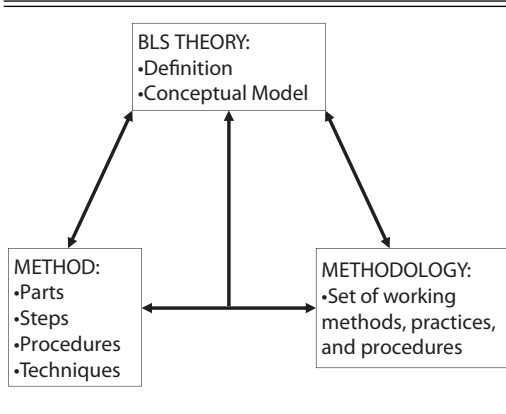 BLS THEORY:
•Definition
•Conceptual Model
METHOD:
•Parts
•Steps
•Procedures
•Techniques
METHODOLOGY:
•Set of working
methods, practices,
and procedures